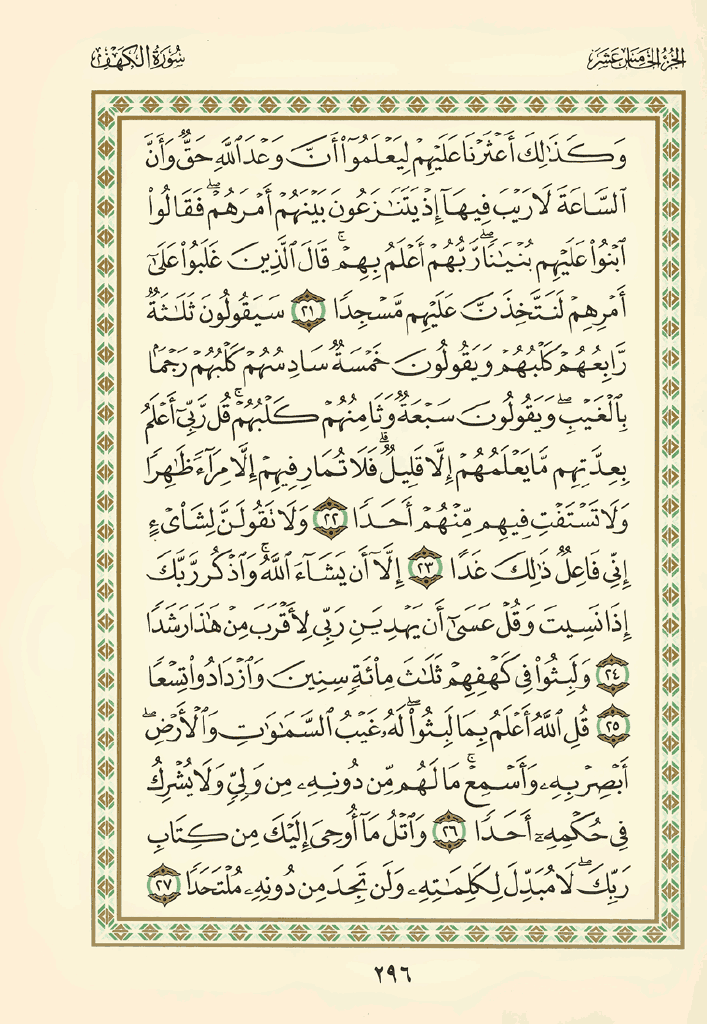 الجزء الخامس عشر
سورة الكهف
وَكَذَٰلِكَ أَعْثَرْنَا عَلَيْهِمْ لِيَعْلَمُوٓا۟ أَنَّ وَعْدَ ٱللَّهِ حَقٌّ وَأَنَّ
ٱلسَّاعَةَ لَا رَيْبَ فِيهَآ إِذْ يَتَنَٰزَعُونَ بَيْنَهُمْ أَمْرَهُمْ ۖ فَقَالُوا۟
ٱبْنُوا۟ عَلَيْهِم بُنْيَٰنًا ۖ رَّبُّهُمْ أَعْلَمُ بِهِمْ ۚ قَالَ ٱلَّذِينَ غَلَبُوا۟ عَلَىٰٓ
أَمْرِهِمْ لَنَتَّخِذَنَّ عَلَيْهِم مَّسْجِدًا ٢١ سَيَقُولُونَ ثَلَٰثَةٌ
رَّابِعُهُمْ كَلْبُهُمْ وَيَقُولُونَ خَمْسَةٌ سَادِسُهُمْ كَلْبُهُمْ رَجْمًۢا
بِٱلْغَيْبِ ۖ وَيَقُولُونَ سَبْعَةٌ وَثَامِنُهُمْ كَلْبُهُمْ ۚ قُل رَّبِّىٓ أَعْلَمُ
بِعِدَّتِهِم مَّا يَعْلَمُهُمْ إِلَّا قَلِيلٌ ۗ فَلَا تُمَارِ فِيهِمْ إِلَّا مِرَآءً ظَٰهِرًا
وَلَا تَسْتَفْتِ فِيهِم مِّنْهُمْ أَحَدًا ٢٢ وَلَا تَقُولَنَّ لِشَا۟ىْءٍ
إِنِّى فَاعِلٌ ذَٰلِكَ غَدًا ٢٣ إِلَّآ أَن يَشَآءَ ٱللَّهُ ۚ وَٱذْكُر رَّبَّكَ
إِذَا نَسِيتَ وَقُلْ عَسَىٰٓ أَن يَهْدِيَنِ رَبِّى لِأَقْرَبَ مِنْ هَٰذَا رَشَدًا
٢٤ وَلَبِثُوا۟ فِى كَهْفِهِمْ ثَلَٰثَ مِا۟ئَةٍ سِنِينَ وَٱزْدَادُوا۟ تِسْعًا
٢٥ قُلِ ٱللَّهُ أَعْلَمُ بِمَا لَبِثُوا۟ ۖ لَهُۥ غَيْبُ ٱلسَّمَٰوَٰتِ وَٱلْأَرْضِ ۖ
أَبْصِرْ بِهِۦ وَأَسْمِعْ ۚ مَا لَهُم مِّن دُونِهِۦ مِن وَلِىٍّ وَلَا يُشْرِكُ
فِى حُكْمِهِۦٓ أَحَدًا ٢٦ وَٱتْلُ مَآ أُوحِىَ إِلَيْكَ مِن كِتَابِ
رَبِّكَ ۖ لَا مُبَدِّلَ لِكَلِمَٰتِهِۦ وَلَن تَجِدَ مِن دُونِهِۦ مُلْتَحَدًا ٢٧
٢٩٦